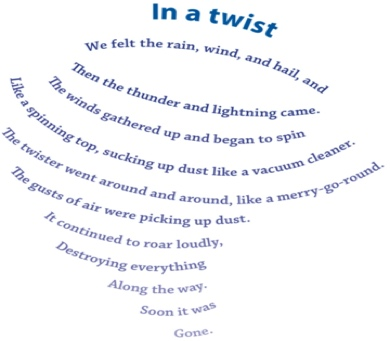 In a twist
We felt the rain, wind, and hail, and
Then the thunder and lightning came.
The winds gathered up and began to spin
Like a spinning top, sucking up dust like a vacuum cleaner.
The twister went around and around, like a merry-go-round.
The gusts of air were picking up dust.
It continued to roar loudly,
Destroying everything
Along the way.
Soon it was
Gone.